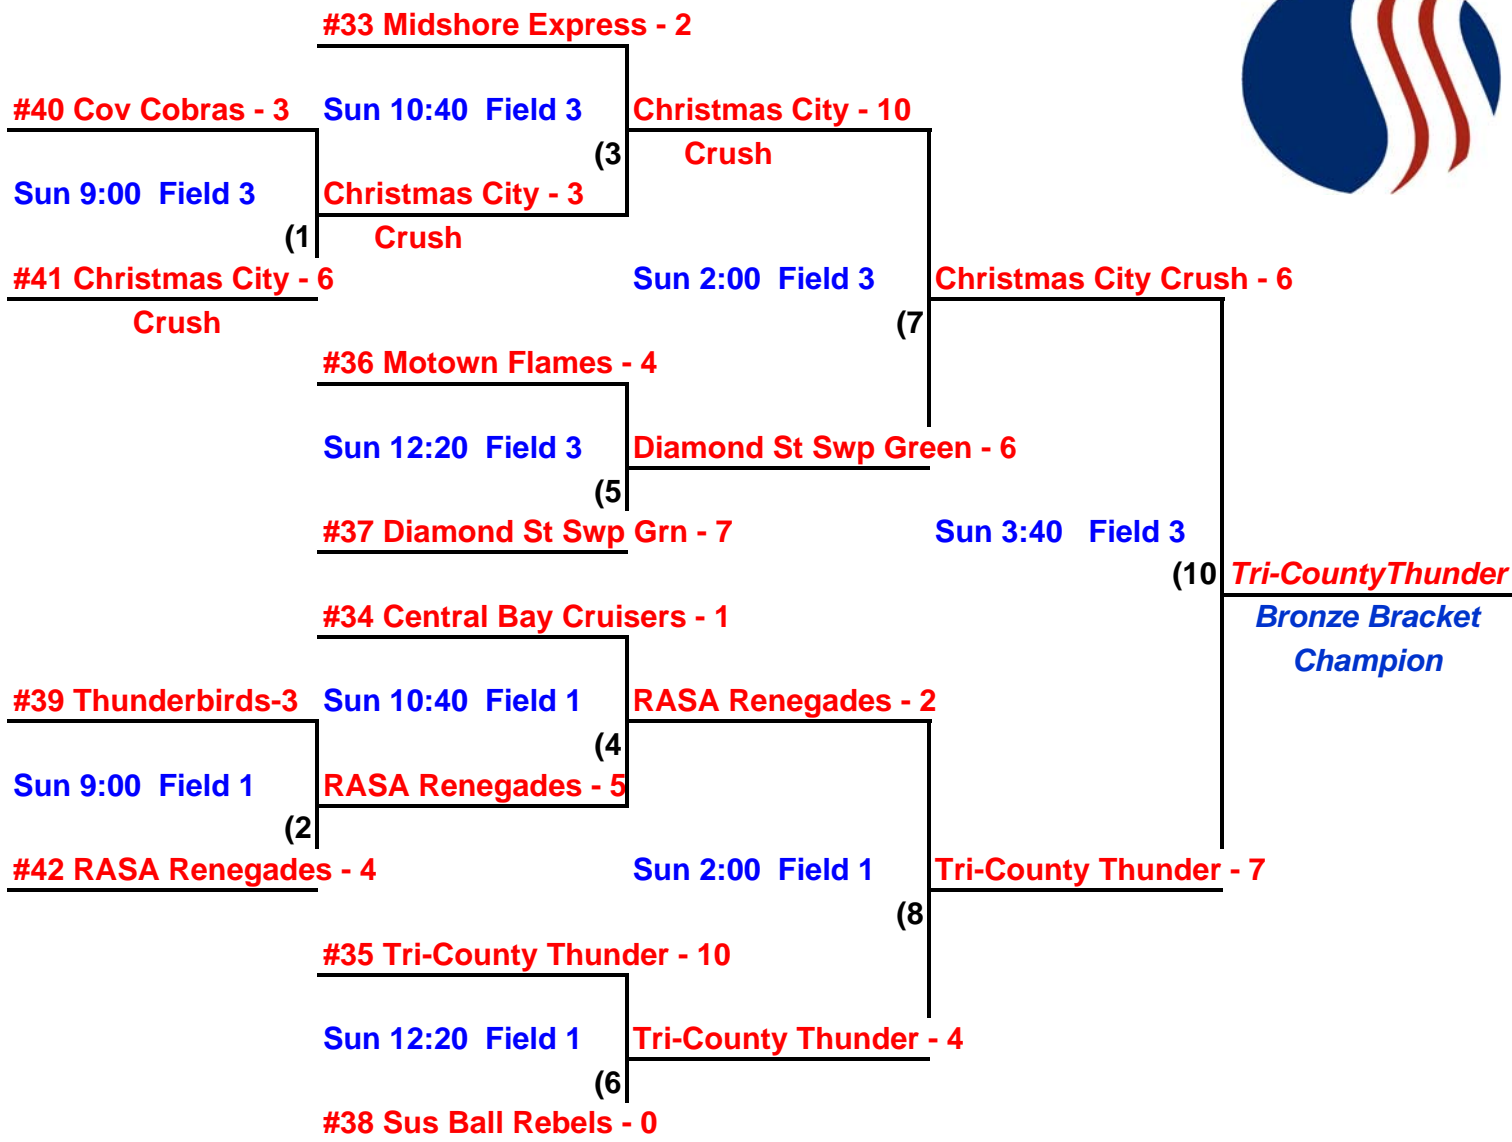 #33 Midshore Express - 2
#40 Cov Cobras - 3
Sun 10:40 Field 3
Christmas City - 10
(3
Crush
Sun 9:00 Field 3
Christmas City - 3
(1
Crush
#41 Christmas City - 6
Crush
Sun 2:00 Field 3
Christmas City Crush - 6
(7
#36 Motown Flames - 4
Sun 12:20 Field 3
Diamond St Swp Green - 6
(5
#37 Diamond St Swp Grn - 7
Sun 3:40 Field 3
(10
Tri-CountyThunder
Bronze Bracket
Champion
#34 Central Bay Cruisers - 1
#39 Thunderbirds-3
Sun 10:40 Field 1
RASA Renegades - 2
(4
Sun 9:00 Field 1
RASA Renegades - 5
(2
#42 RASA Renegades - 4
Sun 2:00 Field 1
Tri-County Thunder - 7
(8
#35 Tri-County Thunder - 10
Sun 12:20 Field 1
Tri-County Thunder - 4
(6
#38 Sus Ball Rebels - 0